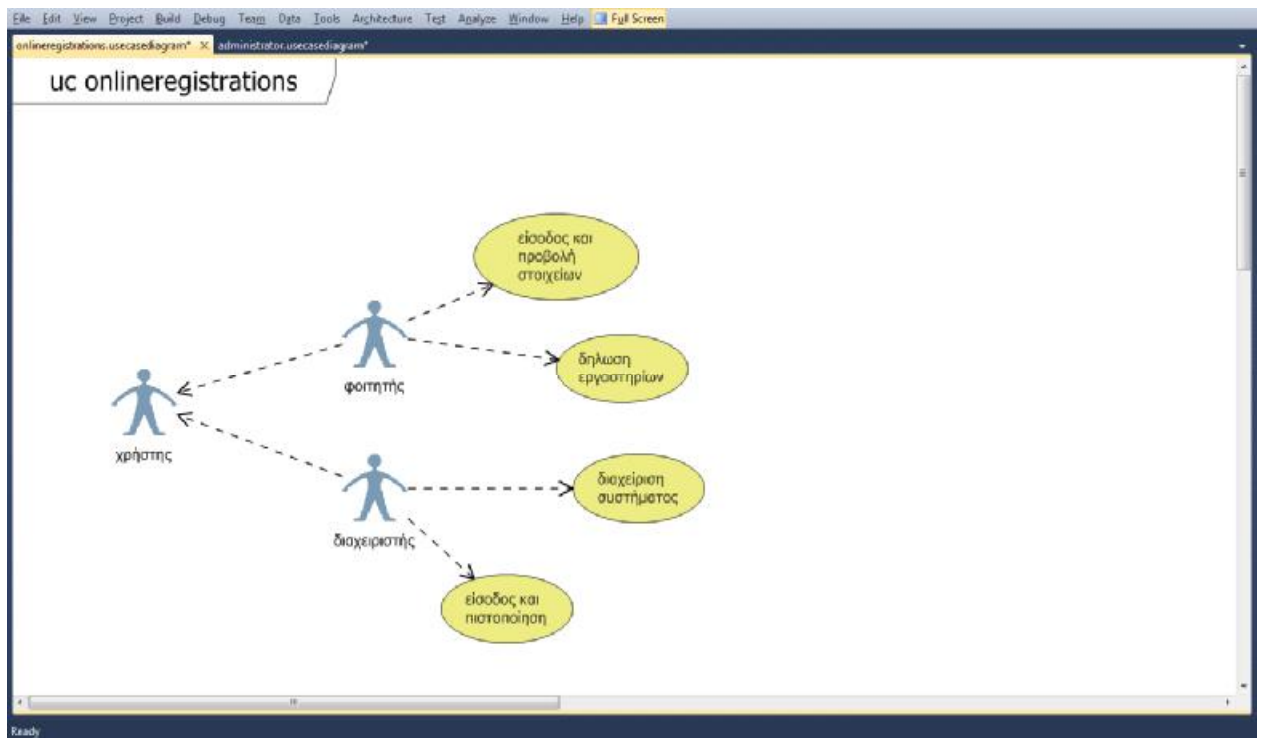 File Edit View Project Build Debug Team Data Tools Architecture Test Analyze Window Help Full Screen
onlineregistrations.usecasediagram* X administrator.usecasediagram*
uc onlineregistrations
είσοδος και
προβολή
στοιχείων
δηλωση
εργαστηρίων
φοιτητής
χρήστης
διαχείριση
συστήματος
διαχειριστής
είσοδος και
πιστοποίηση
Ready